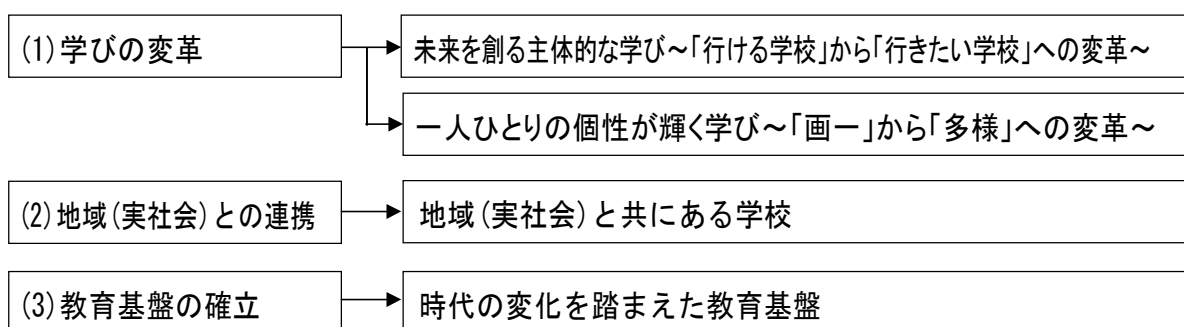 (1)学びの変革
未来を創る主体的な学び～「行ける学校」から「行きたい学校」への変革～
一人ひとりの個性が輝く学び～「画一」から「多様」への変革～
(2)地域(実社会)との連携
地域(実社会)と共にある学校
(3)教育基盤の確立
時代の変化を踏まえた教育基盤